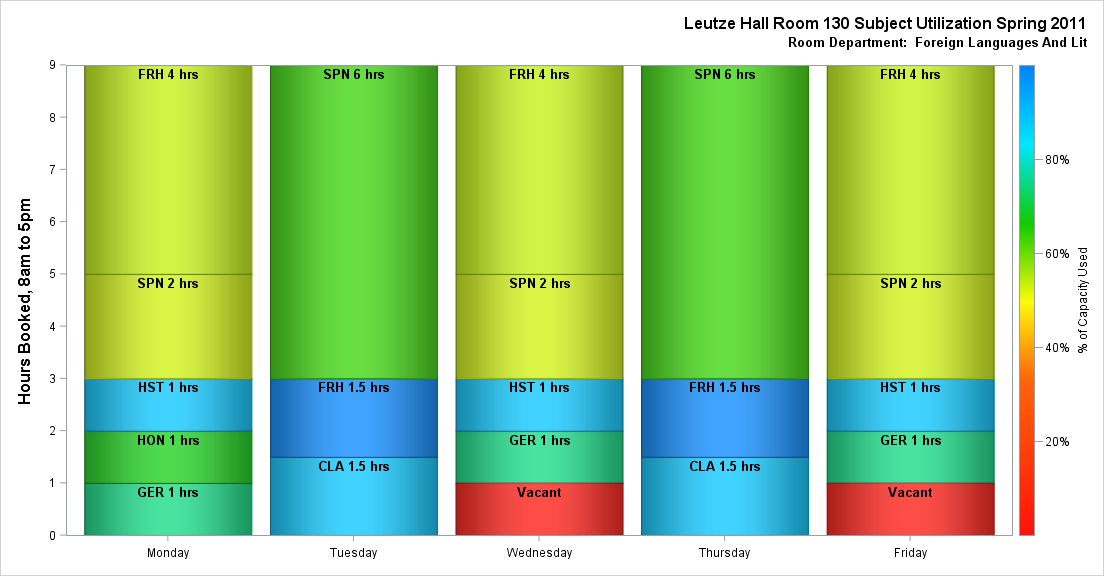 Leutze Hall Room 130 Subject Utilization Spring 2011
Room Department:  Foreign Languages And Lit
Hours Booked, 8am to 5pm
9
8
7
6
5
4
3
2
1
0
FRH 4 hrs
SPN 2 hrs
HST 1 hrs
HON 1 hrs
GER 1 hrs
Monday
SPN 6 hrs
FRH 1.5 hrs
CLA 1.5 hrs
Tuesday
FRH 4 hrs
SPN 2 hrs
HST 1 hrs
GER 1 hrs
Vacant
Wednesday
SPN 6 hrs
FRH 1.5 hrs
CLA 1.5 hrs
Thursday
FRH 4 hrs
SPN 2 hrs
HST 1 hrs
GER 1 hrs
Vacant
Friday
80%
60%
40%
20%
% of Capacity Used